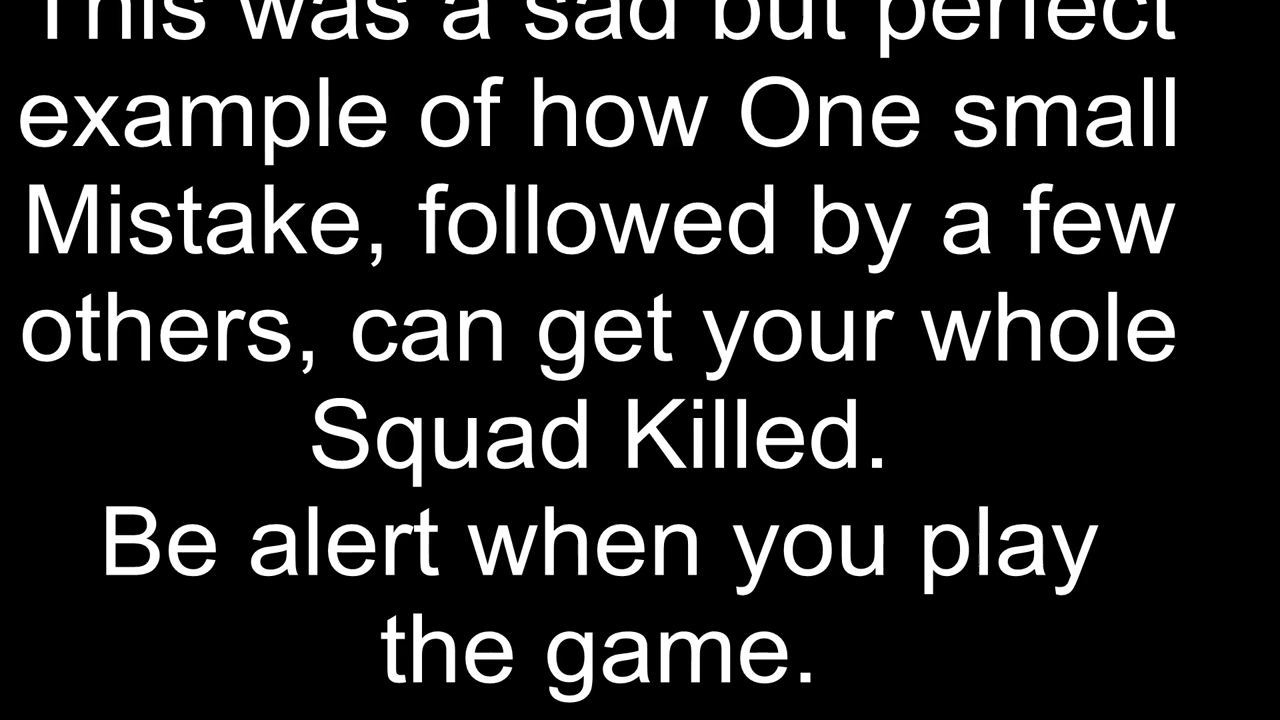 This was a sad but perfect
example of how One small
Mistake, followed by a few
others, can get your whole
Squad Killed.
Be alert when you play
the game.